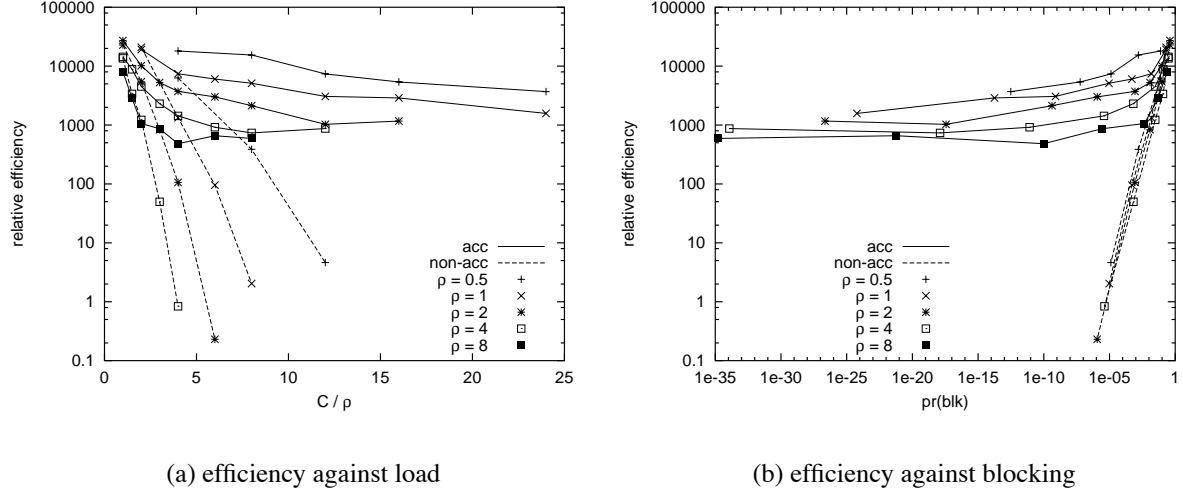 100000
10000
1000
100
10
1
0.1
relative efficiency
0 5 10 15 20 25
C / ρ
acc
non-acc
ρ = 0.5
ρ = 1
ρ = 2
ρ = 4
ρ = 8
(a) efficiency against load
100000
10000
1000
100
10
1
0.1
relative efficiency
1e-35 1e-30 1e-25 1e-20 1e-15 1e-10 1e-05 1
pr(blk)
acc
non-acc
ρ = 0.5
ρ = 1
ρ = 2
ρ = 4
ρ = 8
(b) efficiency against blocking